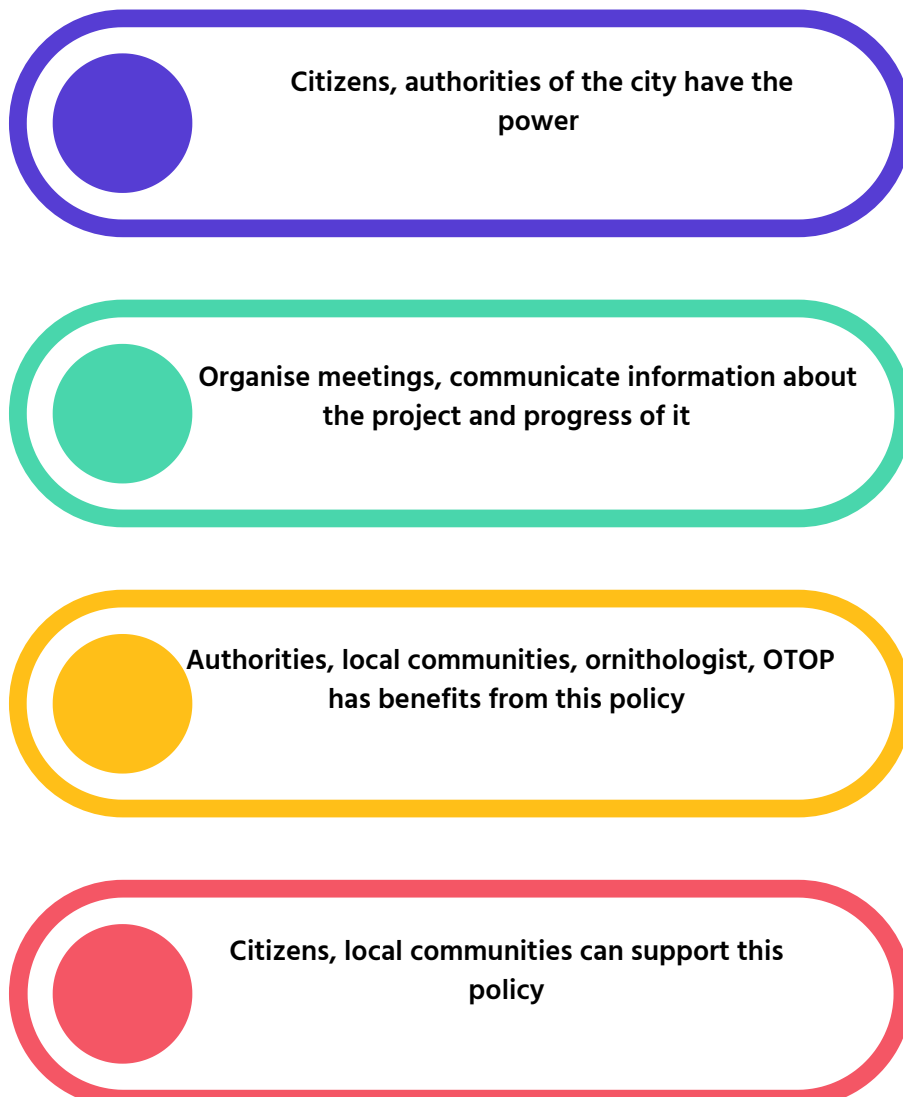 Citizens, authorities of the city have the
power
Organise meetings, communicate information about
the project and progress of it
Authorities, local communities, ornithologist, OTOP
has benefits from this policy
Citizens, local communities can support this
policy